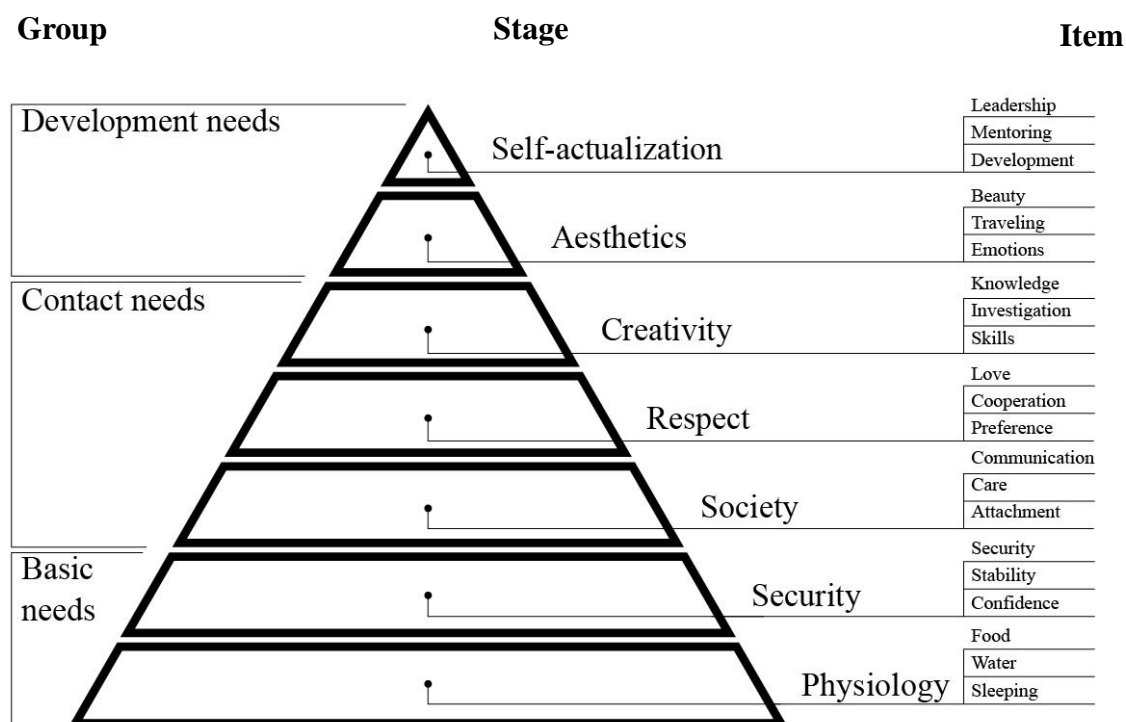 Group
Stage
Item
Development needs
Self-actualization
Leadership
Mentoring
Development
Aesthetics
Beauty
Traveling
Emotions
Contact needs
Creativity
Knowledge
Investigation
Skills
Respect
Love
Cooperation
Preference
Society
Communication
Care
Attachment
Basic
needs
Security
Security
Stability
Confidence
Physiology
Food
Water
Sleeping